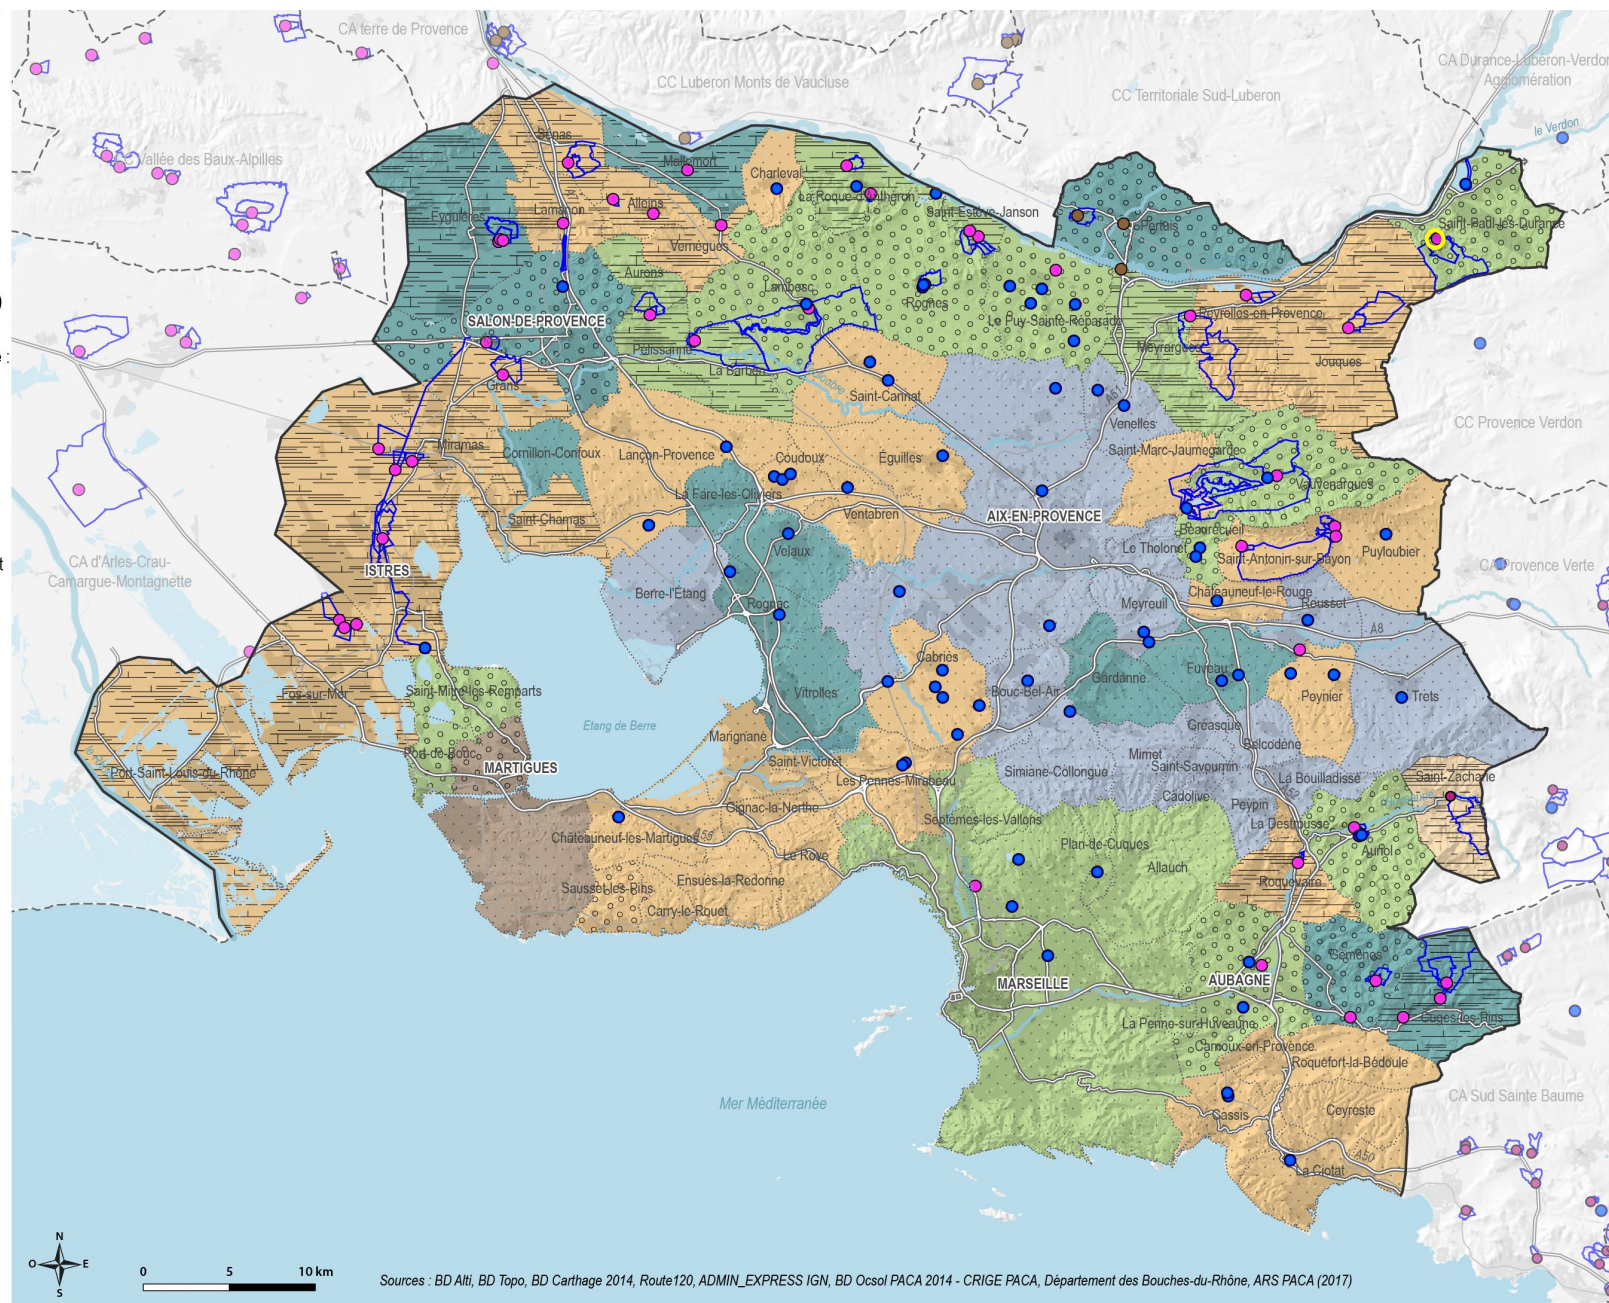 CA terre de Provence
CC Luberon Monts de Vaucluse
CA Durance-Luberon-Verdon
Agglomération
CC Territoriale Sud-Luberon
le Verdon
Vallée des Baux-Alpilles
Sénas
Mallemort
Charleval
La Roque-d'Anthéron
Eyguières
Lamanon
Alleins
Vernègues
Saint-Estève-Janson
Pertuis
Saint-Paul-lès-Durance
Aurons
Lambesc
Rognes
Le Puy-Sainte-Réparade
Peyrolles-en-Provence
SALON-DE-PROVENCE
Pélissanne
La Barben
Meyrargues
Jouques
Grans
Saint-Cannat
A51
Venelles
CC Provence Verdon
Miramas
Cornillon-Confoux
Lançon-Provence
Coudoux
Éguilles
Saint-Marc-Jaumegarde
Vauvenargues
La Fare-les-Oliviers
Saint-Chamas
Ventabren
AIX-EN-PROVENCE
Beaurecueil
Le Tholonet
Saint-Antonin-sur-Bayon
Puyloubier
Velaux
CA d'Arles-Crau-
Camargue-Montagnette
ISTRES
CA Provence Verte
Berre-l'Étang
Rognac
Meyreuil
Châteauneuf-le-Rouge
Rousset
A8
Cabriès
Gardanne
Fuveau
Saint-Mitre-les-Remparts
Fos-sur-Mer
Vitrolles
Bouc-Bel-Air
Peynier
Trets
Etang de Berre
Marignane
Gréasque
Belcodène
Port-de-Bouc
MARTIGUES
Saint-Victoret
Mimet
Saint-Savournin
Port-Saint-Louis-du-Rhône
Les Pennes-Mirabeau
Simiane-Collongue
La Bouilladisse
Saint-Zacharie
Cadolive
A52
Gignac-la-Nerthe
Septèmes-les-Vallons
Peypin
La Destrousse
Châteauneuf-les-Martigues
A55
Plan-de-Cuques
Auriol
Le Rove
Allauch
Roquevaire
Sausset-les-Pins
Ensuès-la-Redonne
Carry-le-Rouet
Gémenos
MARSEILLE
AUBAGNE
Cuges-les-Pins
La Penne-sur-Huveaune
Carnoux-en-Provence
Roquefort-la-Bédoule
Mer Méditerranée
Cassis
Ceyreste
CA Sud Sainte Baume
A50
La Ciotat
N
O
E
S
0
5
10 km
Sources : BD Alti, BD Topo, BD Carthage 2014, Route120, ADMIN_EXPRESS IGN, BD Ocsol PACA 2014 - CRIGE PACA, Département des Bouches-du-Rhône, ARS PACA (2017)